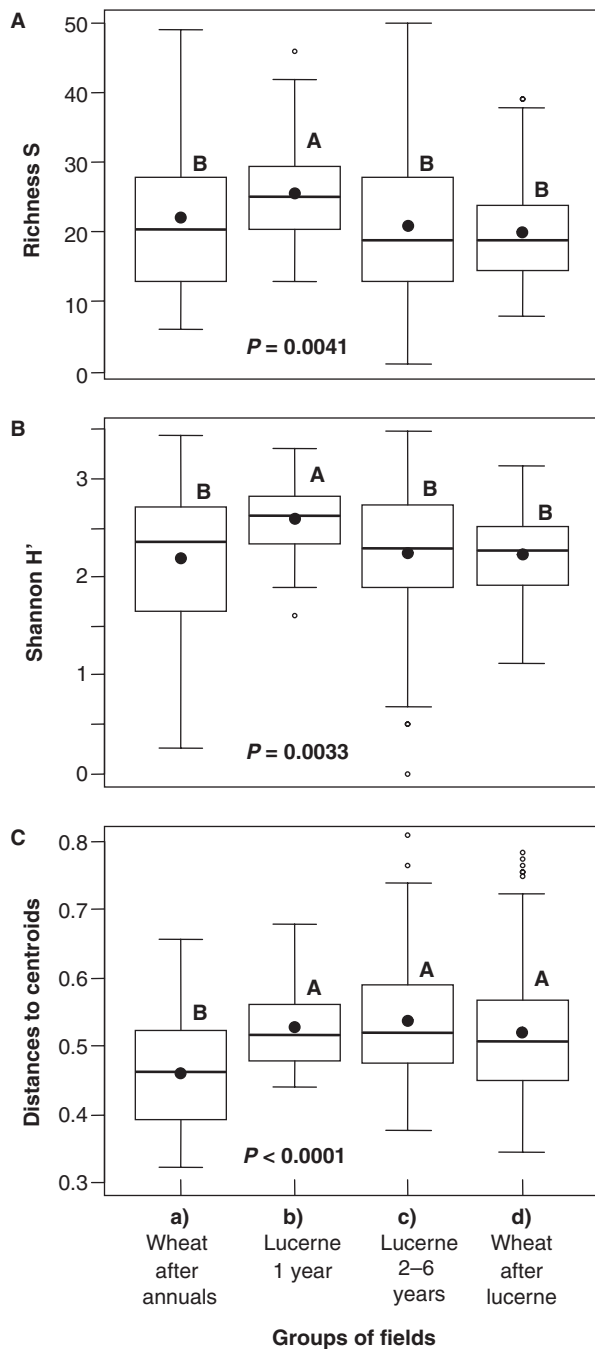 A
Richness S
50
40
30
20
10
0
B
A
B
B
P = 0.0041
B
Shannon H’
3
2
1
0
B
A
B
B
P = 0.0033
C
Distances to centroids
0.8
0.7
0.6
0.5
0.4
0.3
B
A
A
A
P < 0.0001
a)
Wheat
after
annuals
b)
Lucerne
1 year
c)
Lucerne
2–6
years
d)
Wheat
after
lucerne
Groups of fields